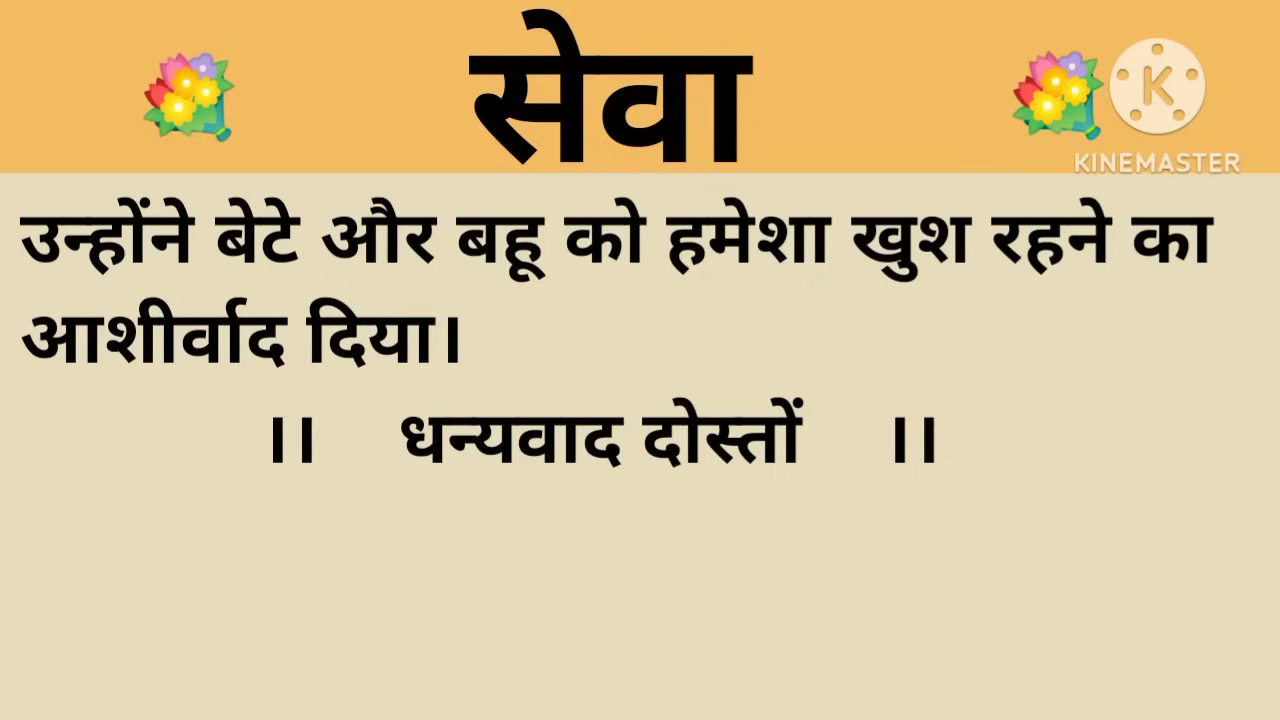 सेवा
KINEMASTER
उन्होंने बेटे और बहू को हमेशा खुश रहने का
आशीर्वाद दिया।
।। धन्यवाद दोस्तों ।।